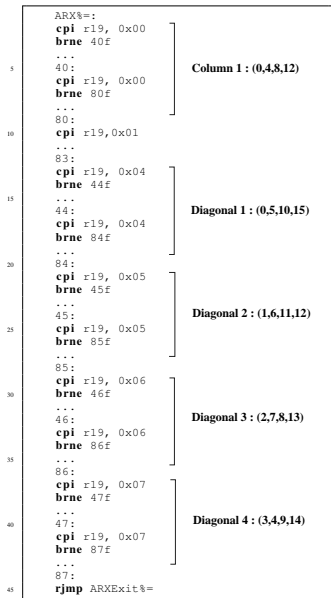 ARX%=:
cpi r19, 0x00
brne 40f
...
5 40: Column 1 : (0,4,8,12)
cpi r19, 0x00
brne 80f
...
80:
10 cpi r19,0x01
...
83:
cpi r19, 0x04
brne 44f
15 ...
44: Diagonal 1 : (0,5,10,15)
cpi r19, 0x04
brne 84f
...
20 84:
cpi r19, 0x05
brne 45f
...
45: Diagonal 2 : (1,6,11,12)
25 cpi r19, 0x05
brne 85f
...
85:
cpi r19, 0x06
30 brne 46f
...
46: Diagonal 3 : (2,7,8,13)
cpi r19, 0x06
brne 86f
35 ...
86:
cpi r19, 0x07
brne 47f
...
40 47: Diagonal 4 : (3,4,9,14)
cpi r19, 0x07
brne 87f
...
87:
45 rjmp ARXExit%=